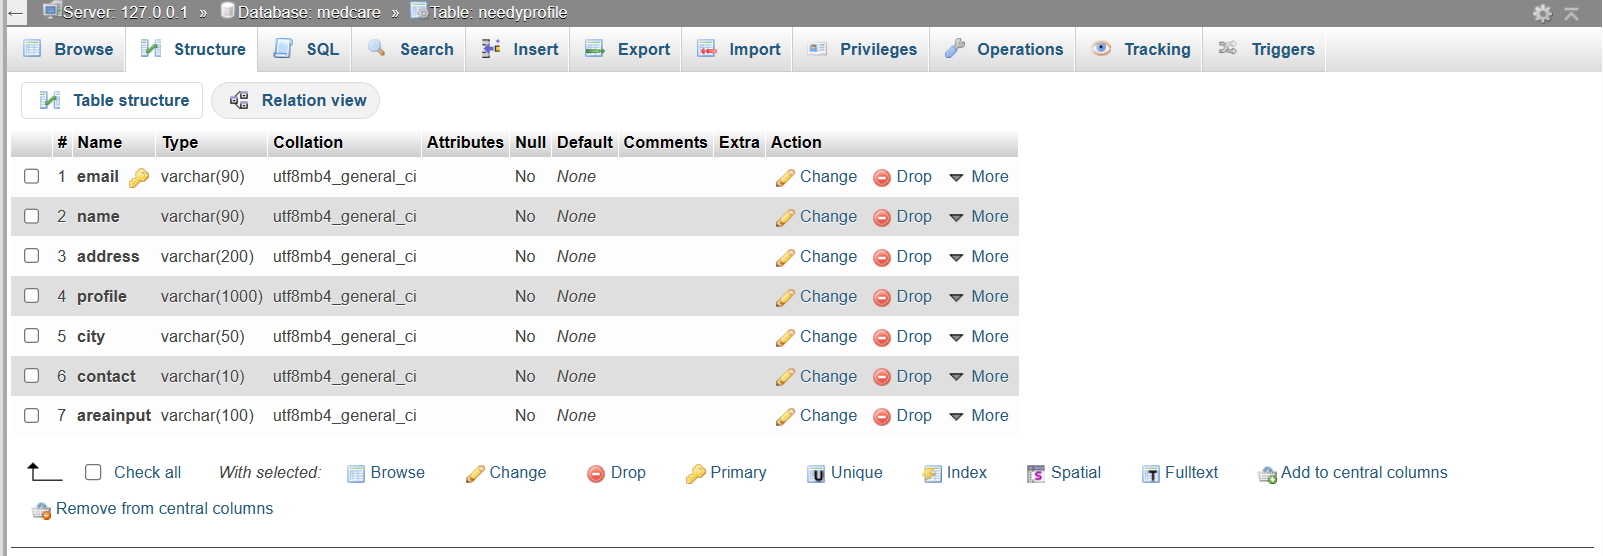 Server: 127.0.0.1 » Database: medcare » Table: needyprofile
Browse Structure SQL Search Insert Export Import Privileges Operations Tracking Triggers
Table structure Relation view
# Name Type Collation Attributes Null Default Comments Extra Action
1 email varchar(90) utf8mb4_general_ci No None Change Drop More
2 name varchar(90) utf8mb4_general_ci No None Change Drop More
3 address varchar(200) utf8mb4_general_ci No None Change Drop More
4 profile varchar(1000) utf8mb4_general_ci No None Change Drop More
5 city varchar(50) utf8mb4_general_ci No None Change Drop More
6 contact varchar(10) utf8mb4_general_ci No None Change Drop More
7 areainput varchar(100) utf8mb4_general_ci No None Change Drop More
Check all With selected: Browse Change Drop Primary Unique Index Spatial Fulltext Add to central columns
Remove from central columns